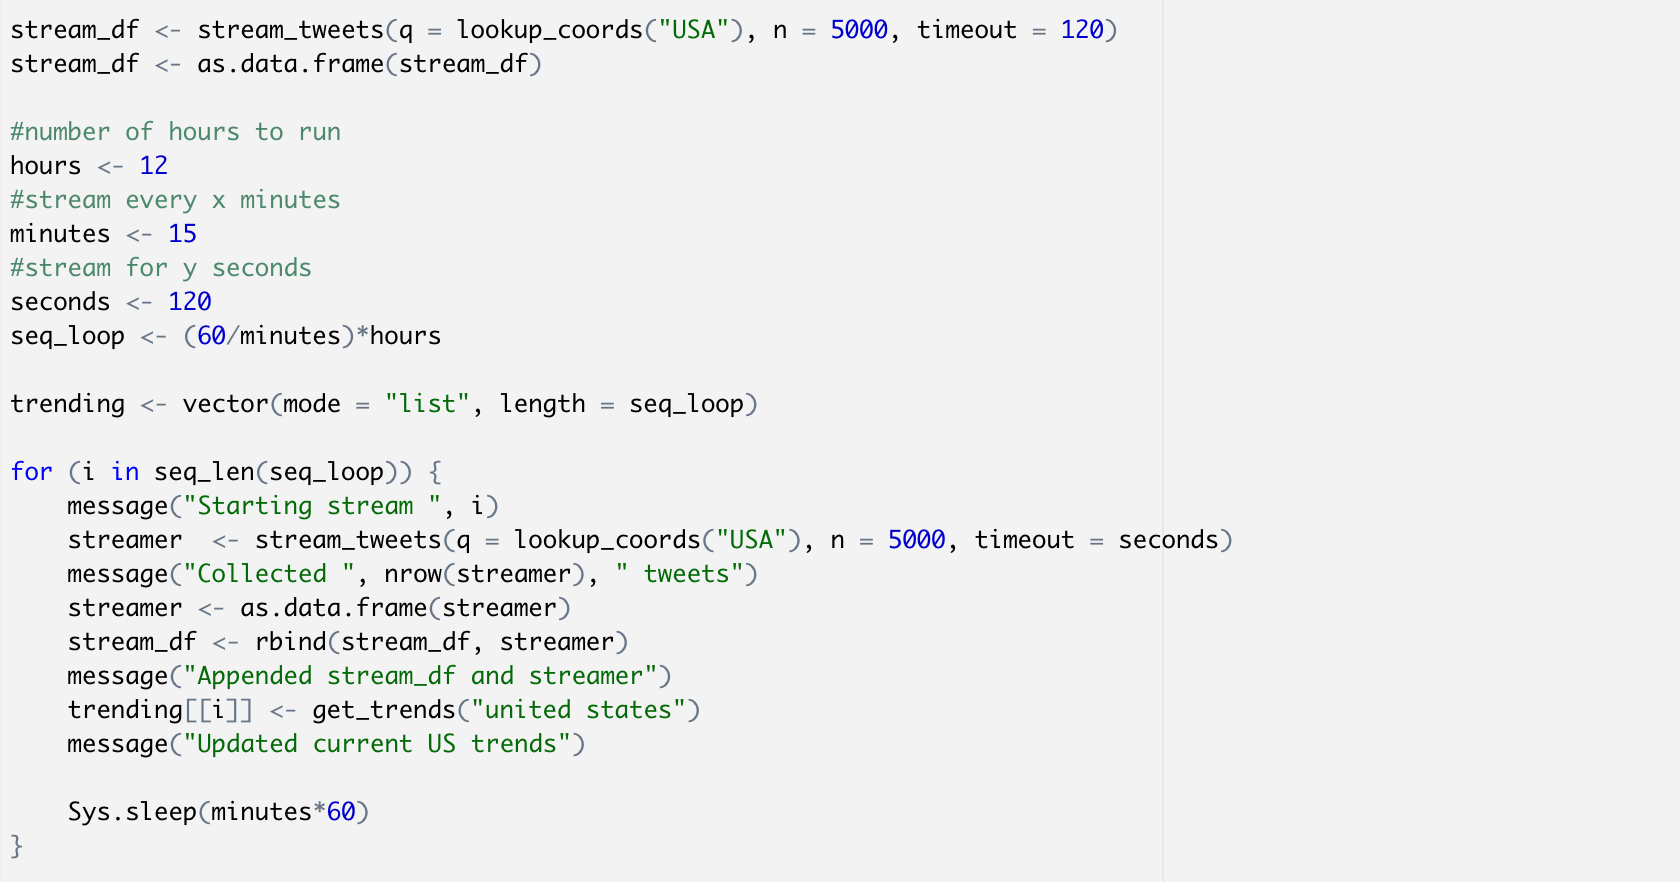 stream_df <- stream_tweets(q = lookup_coords("USA"), n = 5000, timeout = 120)
stream_df <- as.data.frame(stream_df)

#number of hours to run
hours <- 12
#stream every x minutes
minutes <- 15
#stream for y seconds
seconds <- 120
seq_loop <- (60/minutes)*hours

trending <- vector(mode = "list", length = seq_loop)

for (i in seq_len(seq_loop)) {
    message("Starting stream ", i)
    streamer  <- stream_tweets(q = lookup_coords("USA"), n = 5000, timeout = seconds)
    message("Collected ", nrow(streamer), " tweets")
    streamer <- as.data.frame(streamer)
    stream_df <- rbind(stream_df, streamer)
    message("Appended stream_df and streamer")
    trending[[i]] <- get_trends("united states")
    message("Updated current US trends")

    Sys.sleep(minutes*60)
}